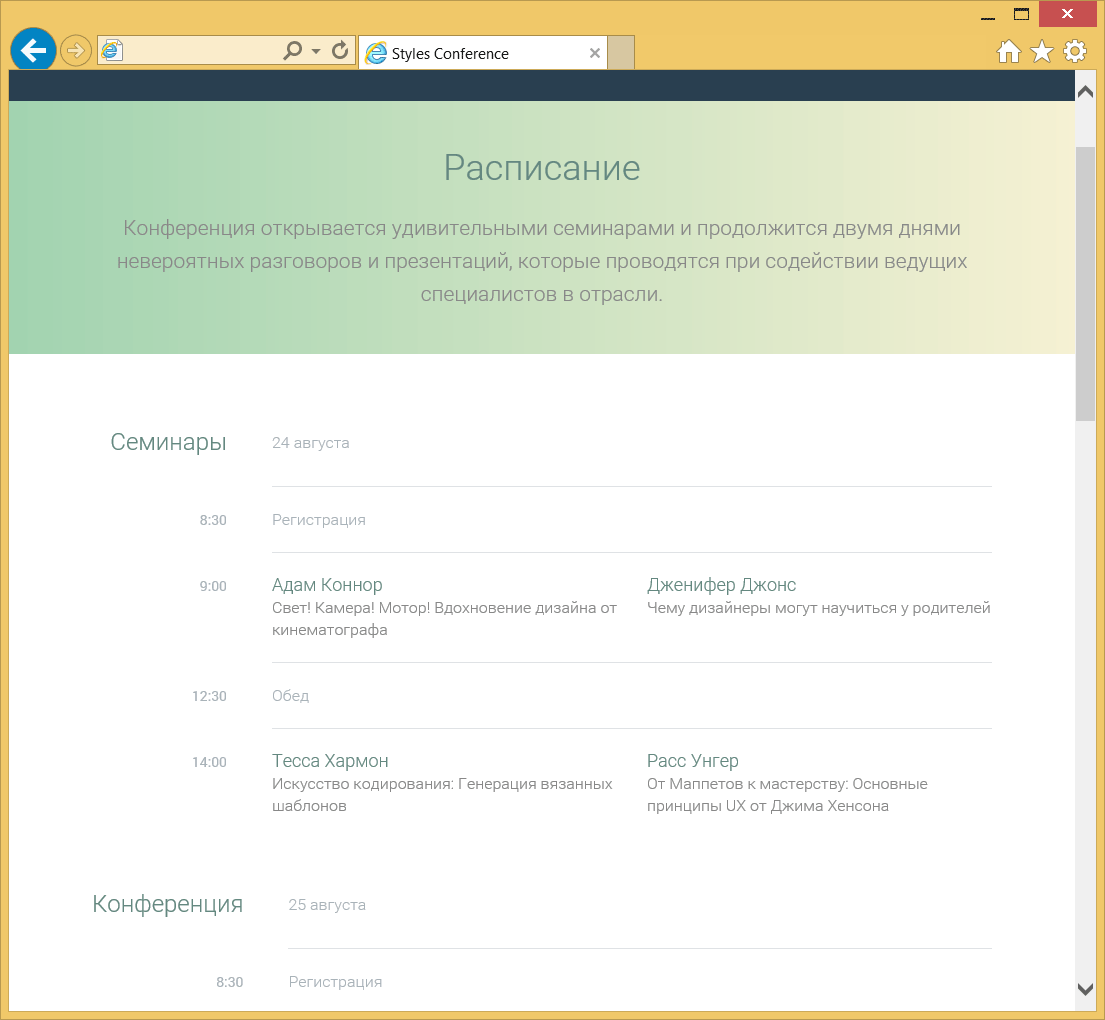 Styles Conference
Расписание
Конференция открывается удивительными семинарами и продолжится двумя днями
невероятных разговоров и презентаций, которые проводятся при содействии ведущих
специалистов в отрасли.
Семинары 24 августа
8:30 Регистрация
9:00 Адам Коннор Дженифер Джонс
Свет! Камера! Мотор! Вдохновение дизайна от Чему дизайнеры могут научиться у родителей
кинематографа
12:30 Обед
14:00 Тесса Хармон Расс Унгер
Искусство кодирования: Генерация вязанных От Маппетов к мастерству: Основные
шаблонов принципы UX от Джима Хенсона
Конференция 25 августа
8:30 Регистрация